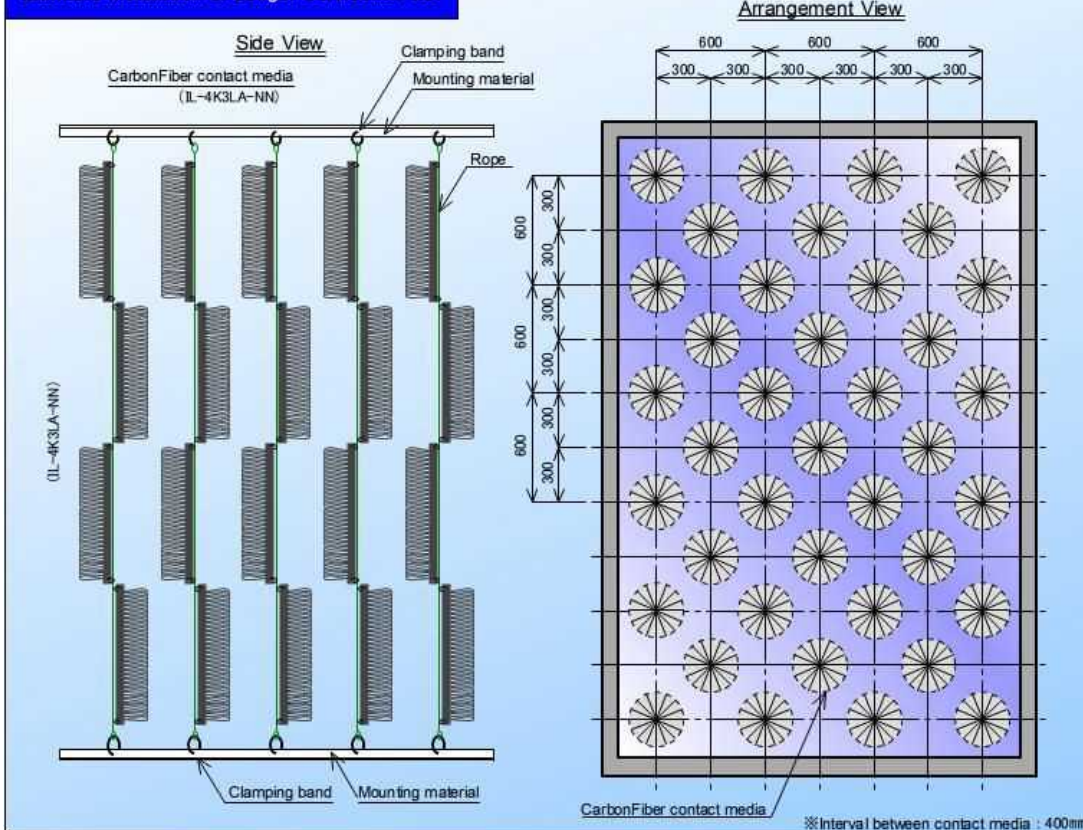 Side View
CarbonFiber contact media
(IL-4K3LA-NN)
Clamping band
Mounting material
Rope
(IL-4K3LA-NN)
Clamping band
Mounting material
Arrangement View
600 600 600
300 300 300 300 300 300
600
300
300
600
300
300
600
300
300
CarbonFiber contact media
※Interval between contact media : 400mm